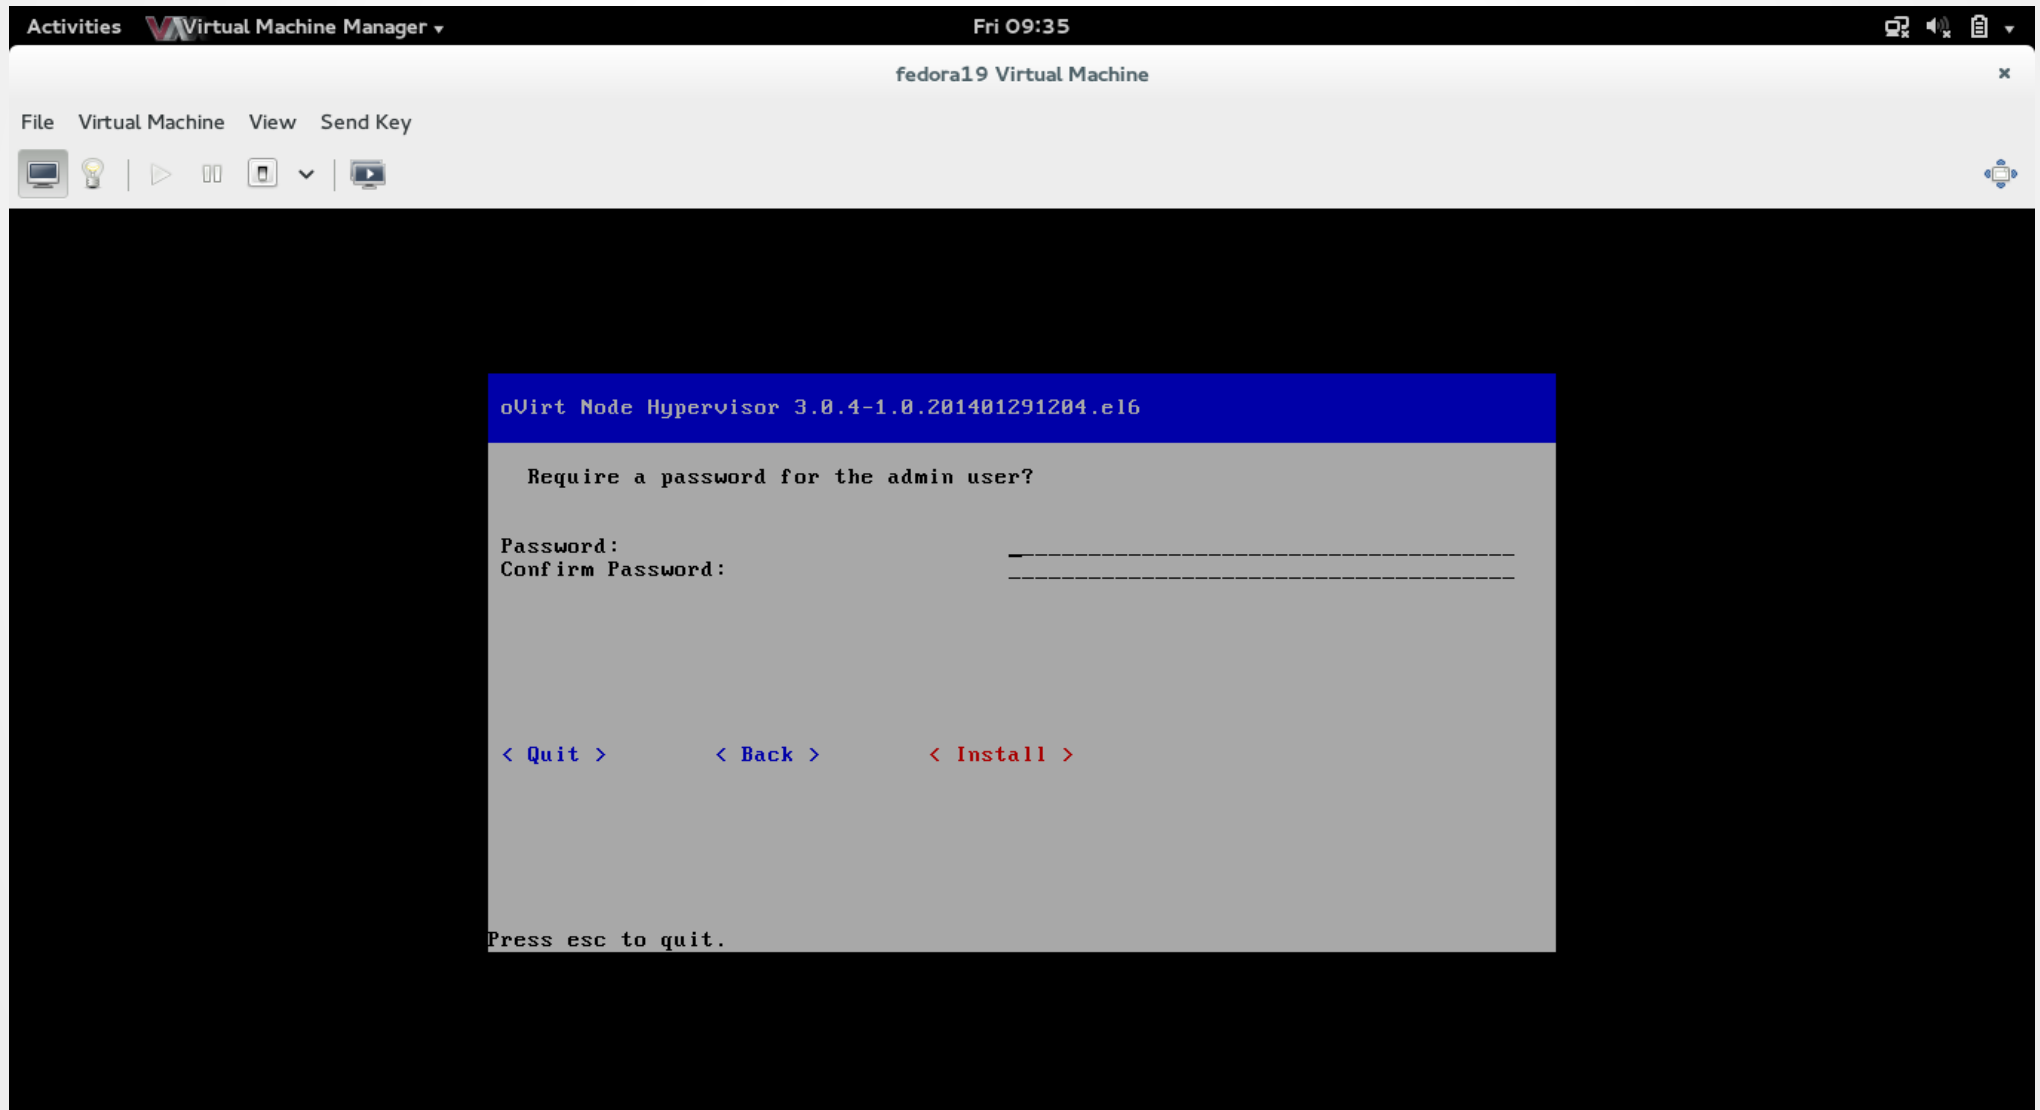 Activities Virtual Machine Manager Fri 09:35
fedora19 Virtual Machine
File Virtual Machine View Send Key
oVirt Node Hypervisor 3.0.4-1.0.201401291204.el6
Require a password for the admin user?
Password: ______________________________________
Confirm Password: ______________________________________
< Quit > < Back > < Install >
Press esc to quit.